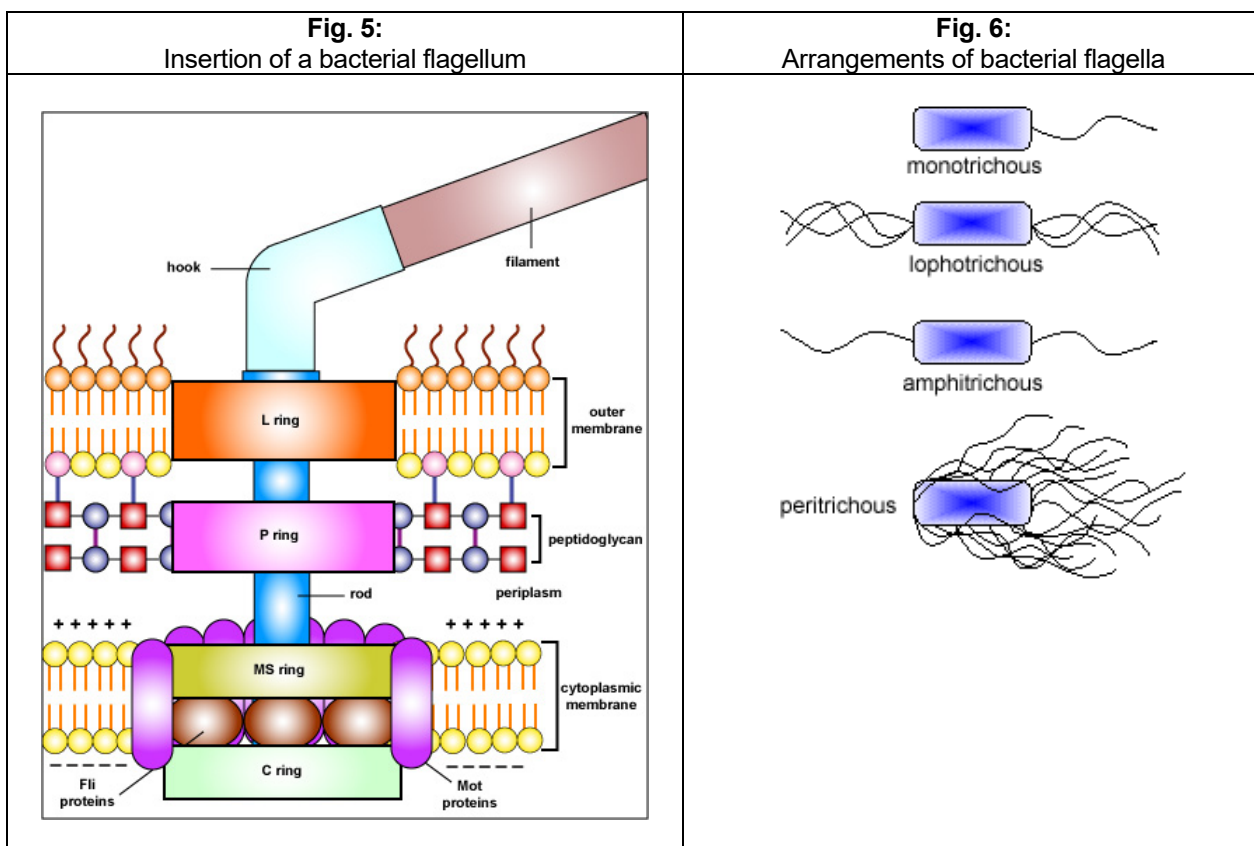 Fig. 5:
Insertion of a bacterial flagellum
hook
filament
L ring
outer
membrane
P ring
peptidoglycan
rod
periplasm
+ + + + +
+ + + + +
MS ring
cytoplasmic
membrane
C ring
Fli
proteins
Mot
proteins
Fig. 6:
Arrangements of bacterial flagella
monotrichous
lophotrichous
amphitrichous
peritrichous